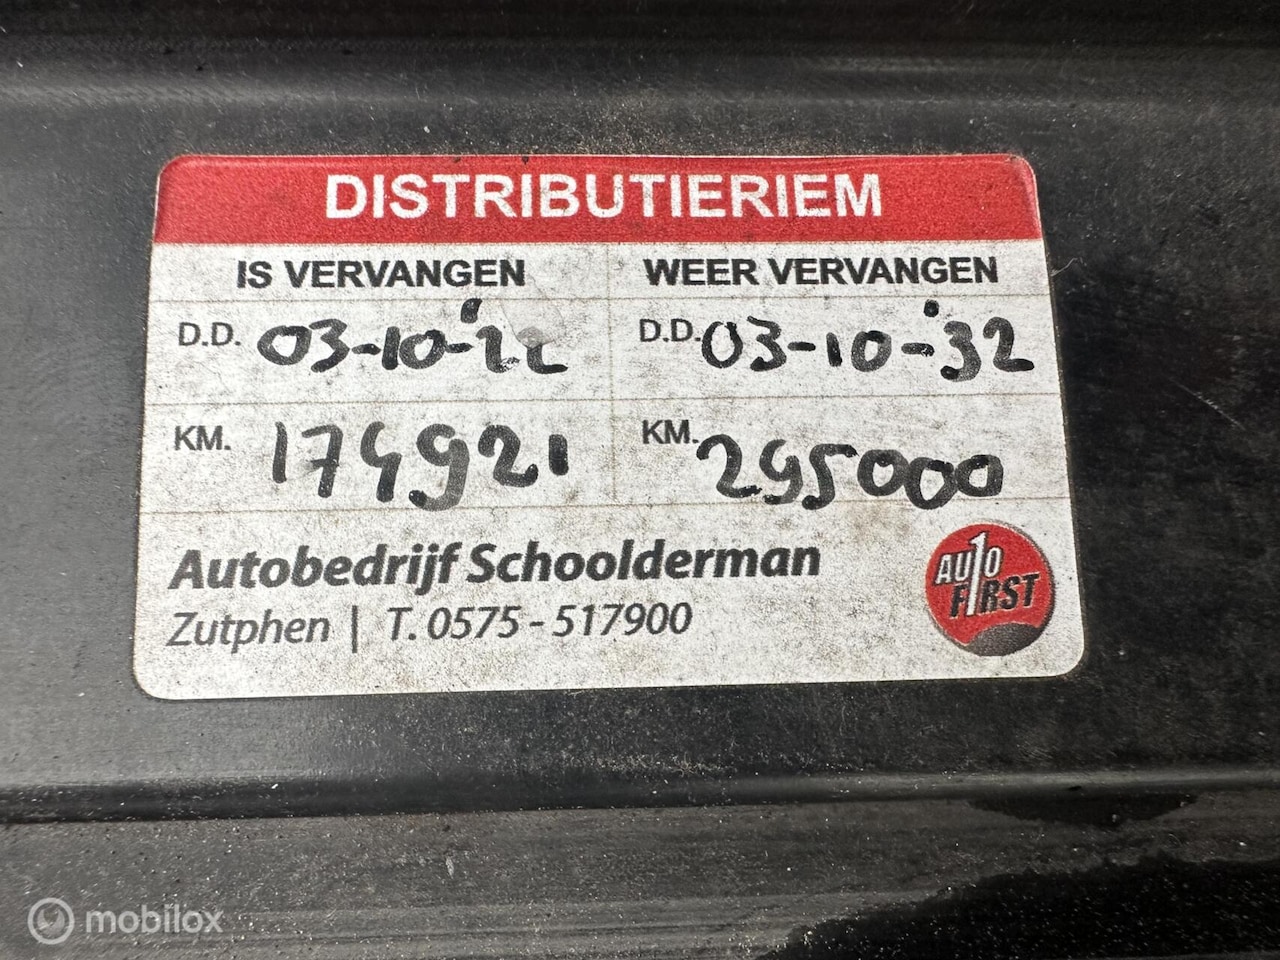 DISTRIBUTIERIEM
IS VERVANGEN WEER VERVANGEN
D.D. 03-10-'22 D.D. 03-10-'32
KM. 174921 KM. 295000
Autobedrijf Schoolderman
Zutphen | T. 0575 - 517900
AUTO
FIRST
mobilox